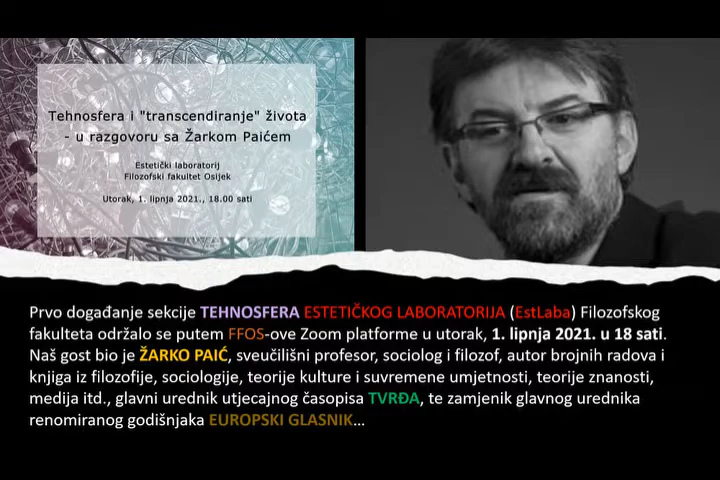 Tehnosfera i "transcendiranje" života
- u razgovoru sa Žarkom Paićem
Estetički laboratorij
Filozofski fakultet Osijek
Utorak, 1. lipnja 2021., 18.00 sati
Prvo događanje sekcije TEHNOSFERA ESTETIČKOG LABORATORIJA (EstLaba) Filozofskog
fakulteta održalo se putem FFOS-ove Zoom platforme u utorak, 1. lipnja 2021. u 18 sati.
Naš gost bio je ŽARKO PAIĆ, sveučilišni profesor, sociolog i filozof, autor brojnih radova i
knjiga iz filozofije, sociologije, teorije kulture i suvremene umjetnosti, teorije znanosti,
medija itd., glavni urednik utjecajnog časopisa TVRĐA, te zamjenik glavnog urednika
renomiranog godišnjaka EUROPSKI GLASNIK...